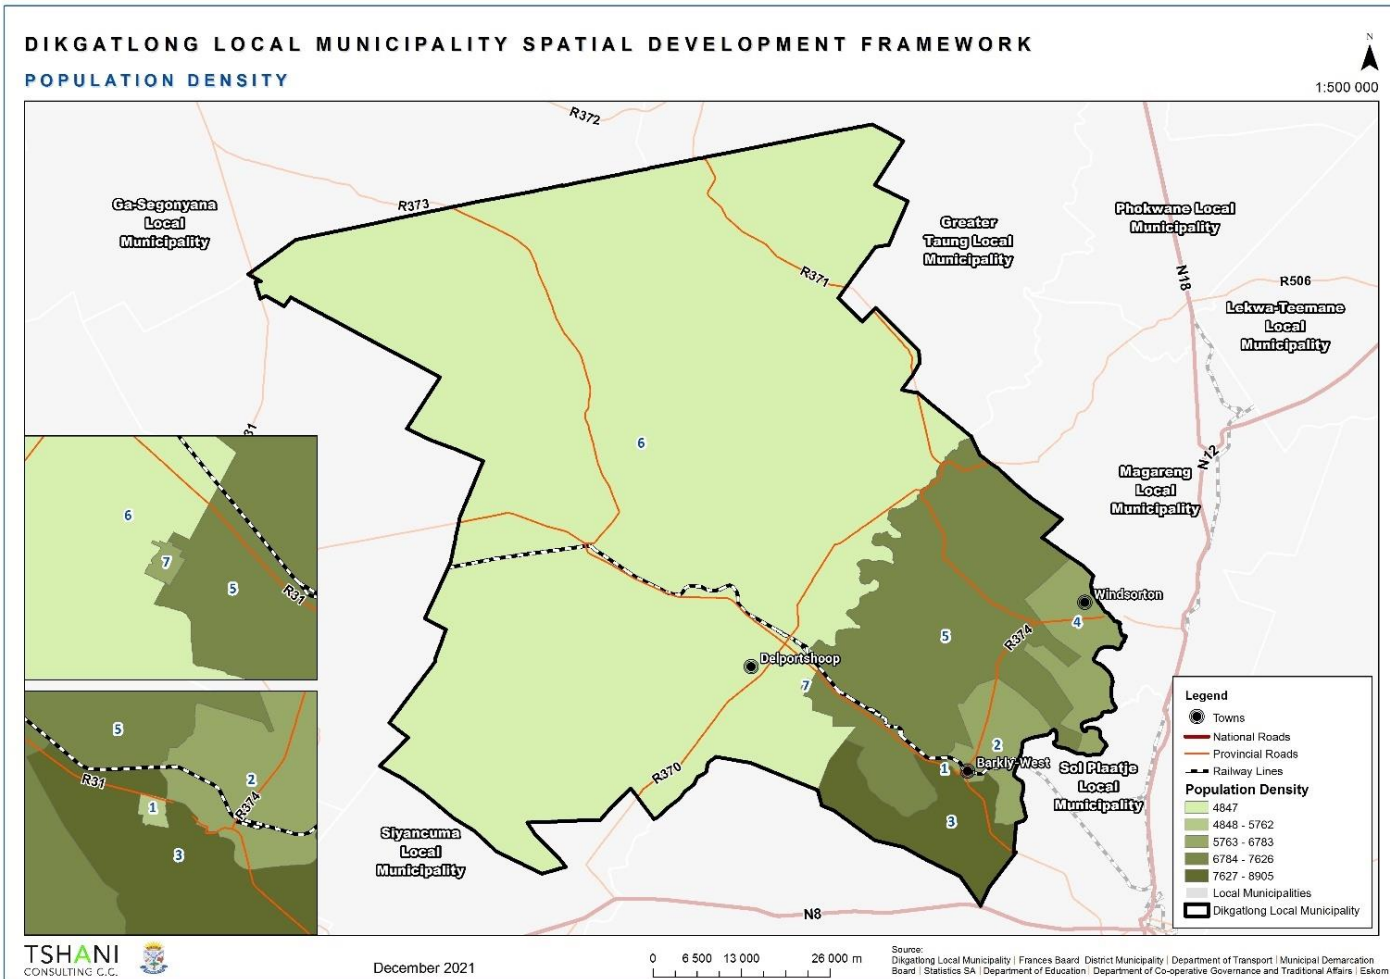 DIKGATLONG LOCAL MUNICIPALITY SPATIAL DEVELOPMENT FRAMEWORK
POPULATION DENSITY
N
1:500 000
R372
Ga-Segonyana
Local
Municipality
R373
Greater
Taung Local
Municipality
Phokwane Local
Municipality
R371
N18
R506
Lekwa-Teemane
Local
Municipality
31
6
N12
Magareng
Local
Municipality
6
7
5
R31
Windsorton
4
5
R374
Delportshoop
7
5
2
R31
1
R374
3
2
1
Barkly-West
Sol Plaatje
Local
Municipality
R370
3
Siyancuma
Local
Municipality
N8
Legend
Towns
National Roads
Provincial Roads
Railway Lines
Population Density
4847
4848 - 5762
5763 - 6783
6784 - 7626
7627 - 8905
Local Municipalities
Dikgatlong Local Municipality
TSHANI
CONSULTING C.C.
December 2021
0 6 500 13 000 26 000 m
Source:
Dikgatlong Local Municipality | Frances Baard District Municipality | Department of Transport | Municipal Demarcation
Board | Statistics SA | Department of Education | Department of Co-operative Governance and Traditional Affairs | Eskom